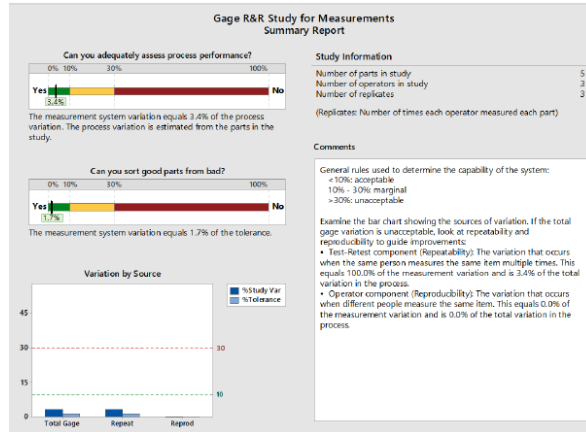 Gage R&R Study for Measurements
Summary Report
Can you adequately assess process performance?
0% 10% 30% 100%
Yes No
3.4%
The measurement system variation equals 3.4% of the process
variation. The process variation is estimated from the parts in the
study.
Can you sort good parts from bad?
0% 10% 30% 100%
Yes No
1.7%
The measurement system variation equals 1.7% of the tolerance.
Variation by Source
%Study Var
%Tolerance
45
30
15
0
30
10
Total Gage Repeat Reprod
Study Information
Number of parts in study 5
Number of operators in study 3
Number of replicates 3
(Replicates: Number of times each operator measured each part)
Comments
General rules used to determine the capability of the system:
<10%: acceptable
10% - 30%: marginal
>30%: unacceptable
Examine the bar chart showing the sources of variation. If the total
gage variation is unacceptable, look at repeatability and
reproducibility to guide improvements:
• Test-Retest component (Repeatability): The variation that occurs
when the same person measures the same item multiple times. This
equals 100.0% of the measurement variation and is 3.4% of the total
variation in the process.
• Operator component (Reproducibility): The variation that occurs
when different people measure the same item. This equals 0.0% of
the measurement variation and is 0.0% of the total variation in the
process.